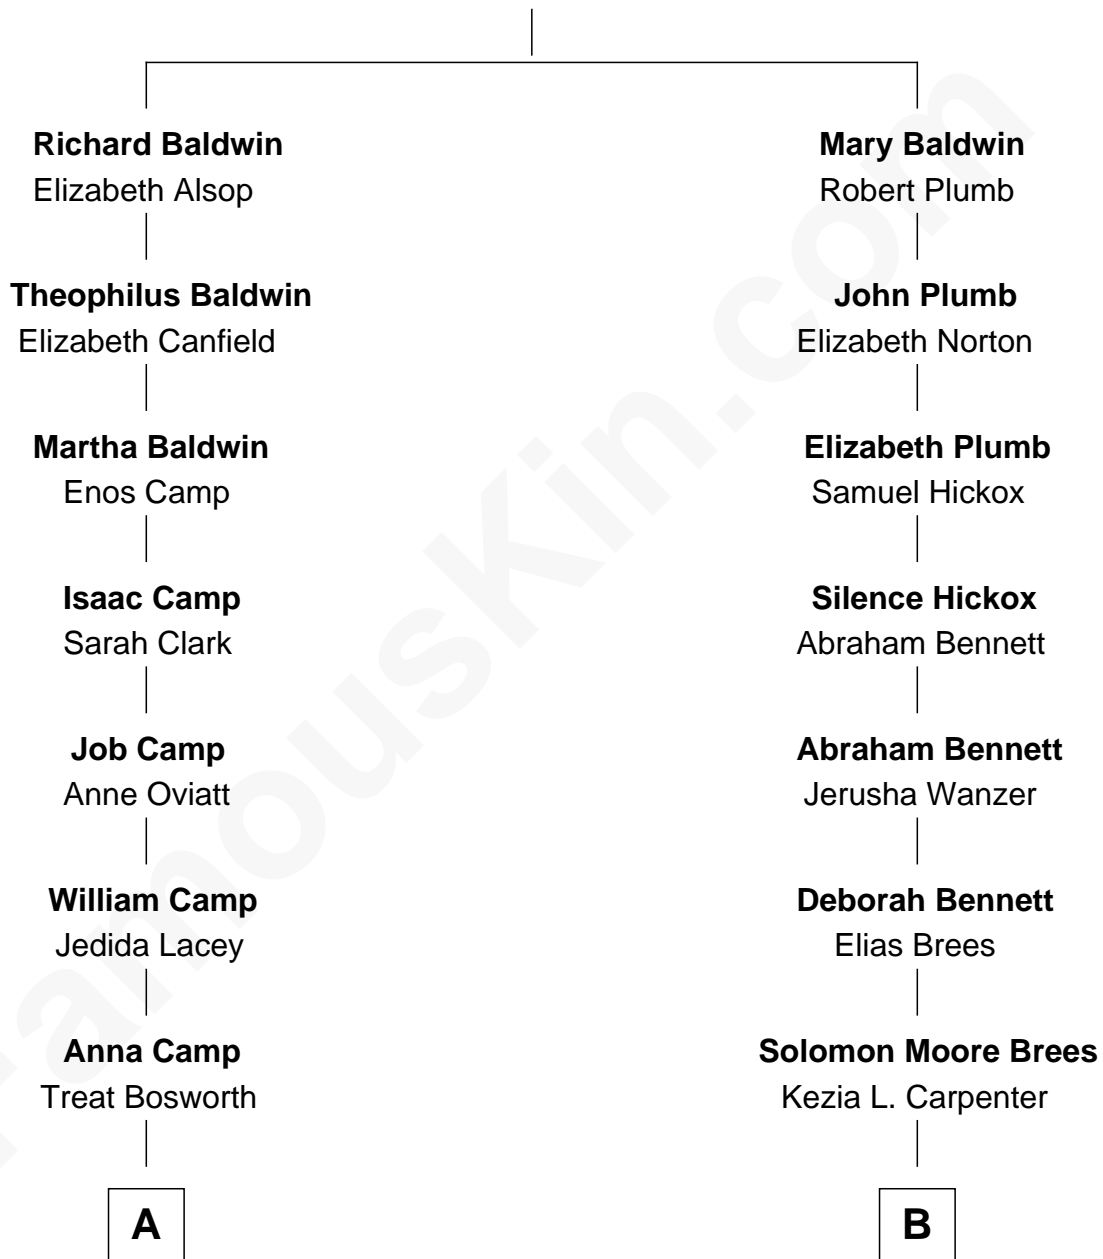 Richard Baldwin
Elizabeth Alsop
Theophilus Baldwin
Elizabeth Canfield
Martha Baldwin
Enos Camp
Isaac Camp
Sarah Clark
Job Camp
Anne Oviatt
William Camp
Jedida Lacey
Anna Camp
Treat Bosworth
A
Mary Baldwin
Robert Plumb
John Plumb
Elizabeth Norton
Elizabeth Plumb
Samuel Hickox
Silence Hickox
Abraham Bennett
Abraham Bennett
Jerusha Wanzer
Deborah Bennett
Elias Brees
Solomon Moore Brees
Kezia L. Carpenter
B
FamousKin.com